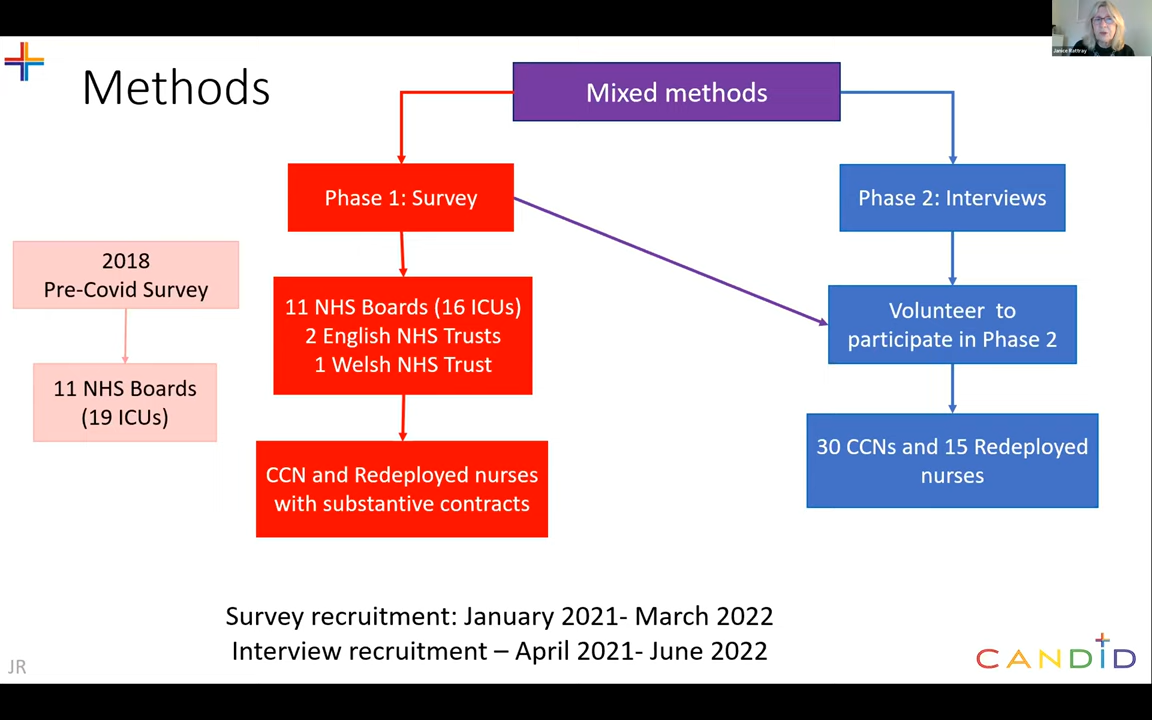 Janice Rattray
Methods
Mixed methods
Phase 1: Survey
Phase 2: Interviews
2018
Pre-Covid Survey
11 NHS Boards (16 ICUs)
2 English NHS Trusts
1 Welsh NHS Trust
Volunteer to
participate in Phase 2
11 NHS Boards
(19 ICUs)
CCN and Redeployed nurses
with substantive contracts
30 CCNs and 15 Redeployed
nurses
Survey recruitment: January 2021- March 2022
Interview recruitment – April 2021- June 2022
JR
CANDID